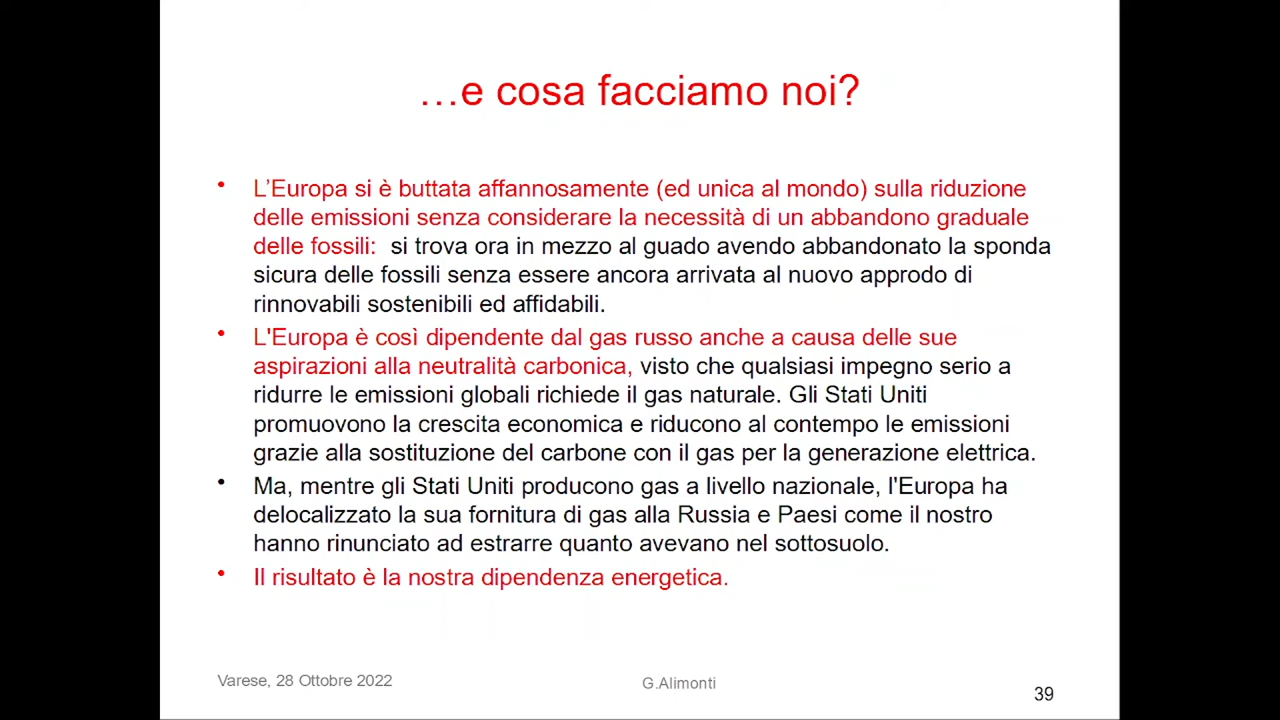 …e cosa facciamo noi?
• L’Europa si è buttata affannosamente (ed unica al mondo) sulla riduzione
delle emissioni senza considerare la necessità di un abbandono graduale
delle fossili: si trova ora in mezzo al guado avendo abbandonato la sponda
sicura delle fossili senza essere ancora arrivata al nuovo approdo di
rinnovabili sostenibili ed affidabili.
• L'Europa è così dipendente dal gas russo anche a causa delle sue
aspirazioni alla neutralità carbonica, visto che qualsiasi impegno serio a
ridurre le emissioni globali richiede il gas naturale. Gli Stati Uniti
promuovono la crescita economica e riducono al contempo le emissioni
grazie alla sostituzione del carbone con il gas per la generazione elettrica.
• Ma, mentre gli Stati Uniti producono gas a livello nazionale, l'Europa ha
delocalizzato la sua fornitura di gas alla Russia e Paesi come il nostro
hanno rinunciato ad estrarre quanto avevano nel sottosuolo.
• Il risultato è la nostra dipendenza energetica.
Varese, 28 Ottobre 2022
G.Alimonti
39